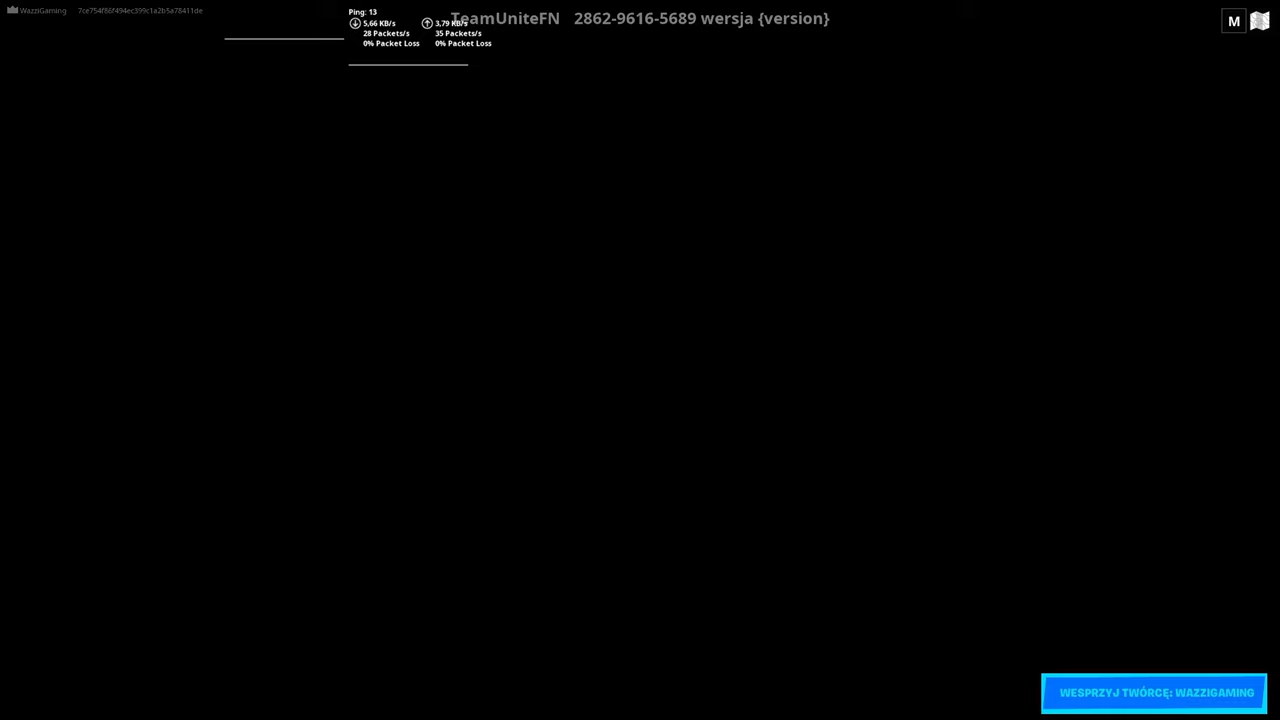 WazziGaming 7ce754f86f494ec399c1a2b5a78411de
Ping: 13
5,66 KB/s 3,79 KB/s
28 Packets/s 35 Packets/s
0% Packet Loss 0% Packet Loss
TeamUniteFN 2862-9616-5689 wersja {version}
M
WESPRZYJ TWÓRCĘ: WAZZIGAMING